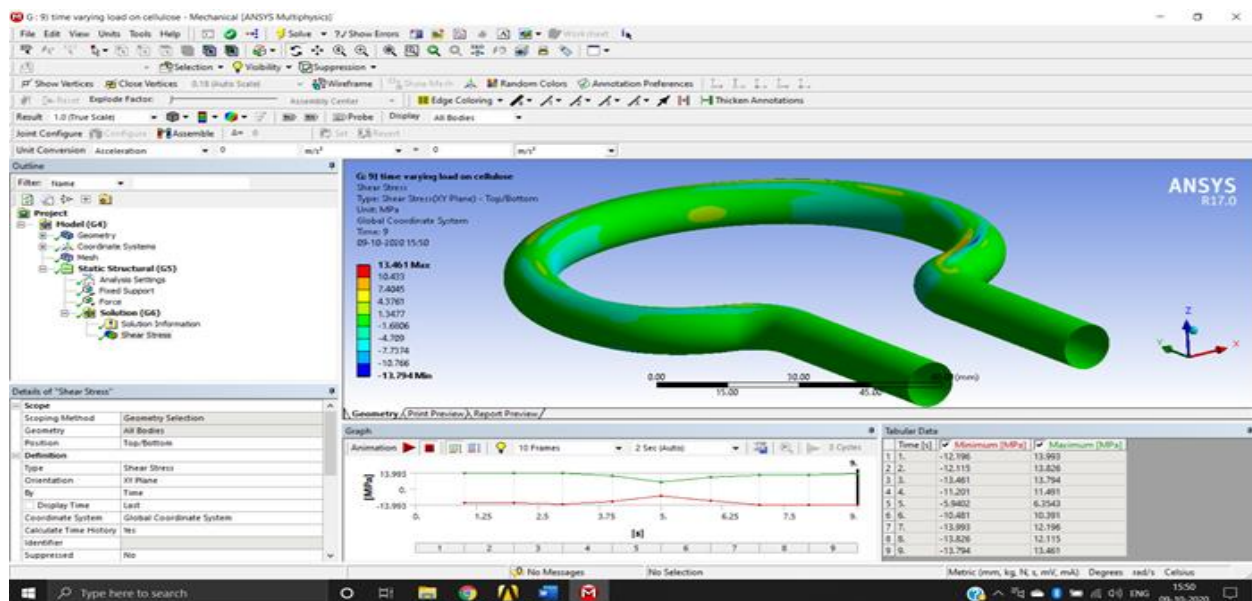 G : 9) time varying load on cellulose - Mechanical [ANSYS Multiphysics]
File Edit View Units Tools Help Solve ?/ Show Errors Worksheet
Selection Visibility Suppression
Show Vertices Close Vertices 0.18 (Auto Scale) Wireframe Show Mesh Random Colors Annotation Preferences
Reset Explode Factor: Assembly Center Edge Coloring Thicken Annotations
Result 1.0 (True Scale) Probe Display All Bodies
Joint Configure Configure Assemble Δ= 0 Set Revert
Unit Conversion Acceleration 0 m/s² = 0 m/s²
Outline
Filter: Name
Project
Model (G4)
Geometry
Coordinate Systems
Mesh
Static Structural (G5)
Analysis Settings
Fixed Support
Force
Solution (G6)
Solution Information
Shear Stress
G: 9) time varying load on cellulose
Shear Stress
Type: Shear Stress(XY Plane) - Top/Bottom
Unit: MPa
Global Coordinate System
Time: 9
09-10-2020 15:50
13.461 Max
10.433
7.4045
4.3761
1.3477
-1.6806
-4.709
-7.7374
-10.766
-13.794 Min
ANSYS
R17.0
Z
Y
X
0.00 30.00 (mm)
15.00 45.00
Geometry Print Preview Report Preview
Details of "Shear Stress"
Scope
Scoping Method Geometry Selection
Geometry All Bodies
Position Top/Bottom
Definition
Type Shear Stress
Orientation XY Plane
By Time
Display Time Last
Coordinate System Global Coordinate System
Calculate Time History Yes
Identifier
Suppressed No
Graph
Animation 10 Frames 2 Sec (Auto) 3 Cycles
9.
[MPa]
13.993
0.
-13.993
0. 1.25 2.5 3.75 5. 6.25 7.5 9.
[s]
1 2 3 4 5 6 7 8 9
Tabular Data
Time [s] Minimum [MPa] Maximum [MPa]
1 1. -12.196 13.993
2 2. -12.115 13.826
3 3. -13.461 13.794
4 4. -11.201 11.491
5 5. -5.9402 6.3543
6 6. -10.481 10.391
7 7. -13.993 12.196
8 8. -13.826 12.115
9 9. -13.794 13.461
No Messages No Selection Metric (mm, kg, N, s, mV, mA) Degrees rad/s Celsius
Type here to search
ENG
15:50
09-10-2020